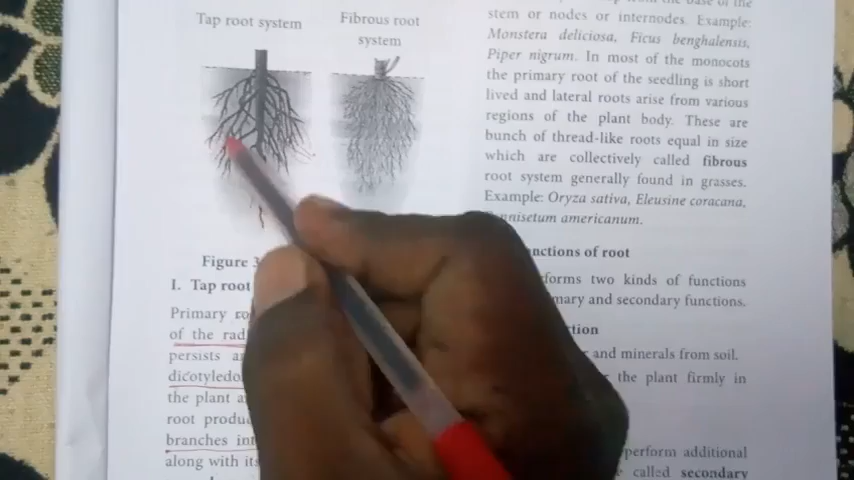 Tap root system
Fibrous root
system
Figure 3
I. Tap root
Primary
of the
persists
dicotyledo
the plant
root produ
branches
along with its
stem or nodes or internodes. Example:
Monstera deliciosa, Ficus benghalensis,
Piper nigrum. In most of the monocots
the primary root of the seedling is short
lived and lateral roots arise from various
regions of the plant body. These are
bunch of thread-like roots equal in size
which are collectively called fibrous
root system generally found in grasses.
Example: Oryza sativa, Eleusine coracana,
nnisetum americanum.
nctions of root
forms two kinds of functions
mary and secondary functions.
ction
and minerals from soil.
the plant firmly in
perform additional
called secondary